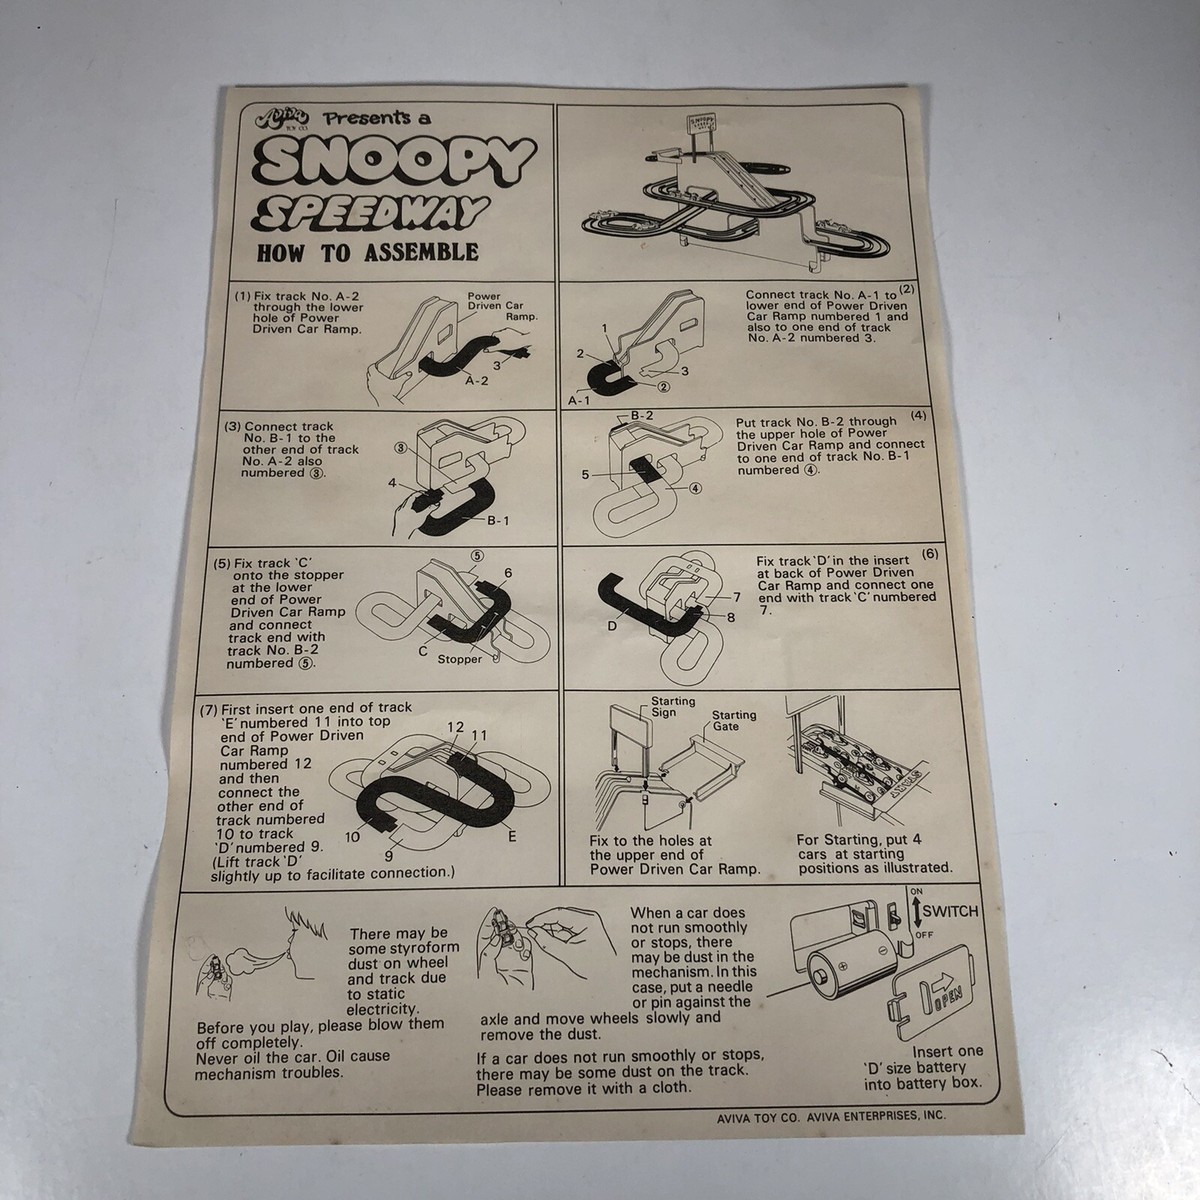 Aviva
TOY CO
Present's a
SNOOPY
SPEEDWAY
HOW TO ASSEMBLE
SNOOPY
(1) Fix track No. A-2
through the lower
hole of Power
Driven Car Ramp.
Power
Driven Car
Ramp.
3
A-2
(2)
Connect track No. A-1 to
lower end of Power Driven
Car Ramp numbered 1 and
also to one end of track
No. A-2 numbered 3.
1
2
3
②
A-1
(3) Connect track
No. B-1 to the
other end of track
No. A-2 also
numbered ③.
③
4
B-1
(4)
Put track No. B-2 through
the upper hole of Power
Driven Car Ramp and connect
to one end of track No. B-1
numbered ④.
B-2
5
④
(5) Fix track 'C'
onto the stopper
at the lower
end of Power
Driven Car Ramp
and connect
track end with
track No. B-2
numbered ⑤.
⑤
6
C
Stopper
(6)
Fix track 'D' in the insert
at back of Power Driven
Car Ramp and connect one
end with track 'C' numbered
7.
7
8
D
(7) First insert one end of track
'E' numbered 11 into top
end of Power Driven
Car Ramp
numbered 12
and then
connect the
other end of
track numbered
10 to track
'D' numbered 9.
(Lift track 'D'
slightly up to facilitate connection.)
12
11
10
9
E
Starting
Sign
Starting
Gate
Fix to the holes at
the upper end of
Power Driven Car Ramp.
START
For Starting, put 4
cars at starting
positions as illustrated.
There may be
some styroform
dust on wheel
and track due
to static
electricity.
Before you play, please blow them
off completely.
Never oil the car. Oil cause
mechanism troubles.
When a car does
not run smoothly
or stops, there
may be dust in the
mechanism. In this
case, put a needle
or pin against the
axle and move wheels slowly and
remove the dust.
If a car does not run smoothly or stops,
there may be some dust on the track.
Please remove it with a cloth.
ON
SWITCH
OFF
+
−
OPEN
Insert one
'D' size battery
into battery box.
AVIVA TOY CO. AVIVA ENTERPRISES, INC.